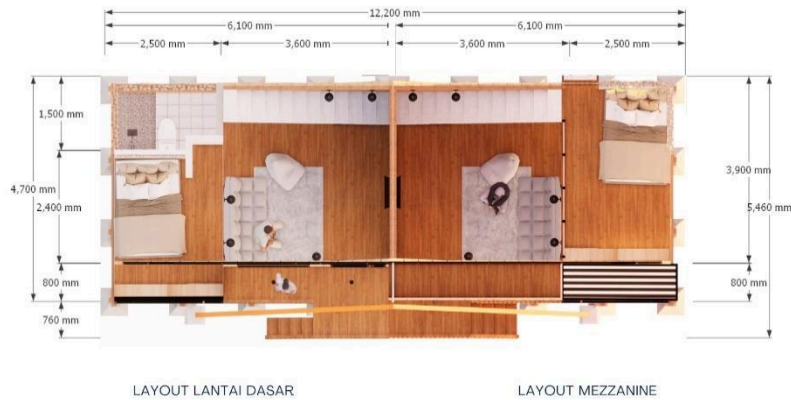 12,200 mm
6,100 mm
6,100 mm
2,500 mm
3,600 mm
3,600 mm
2,500 mm
1,500 mm
4,700 mm
2,400 mm
3,900 mm
5,460 mm
800 mm
800 mm
760 mm
LAYOUT LANTAI DASAR
LAYOUT MEZZANINE